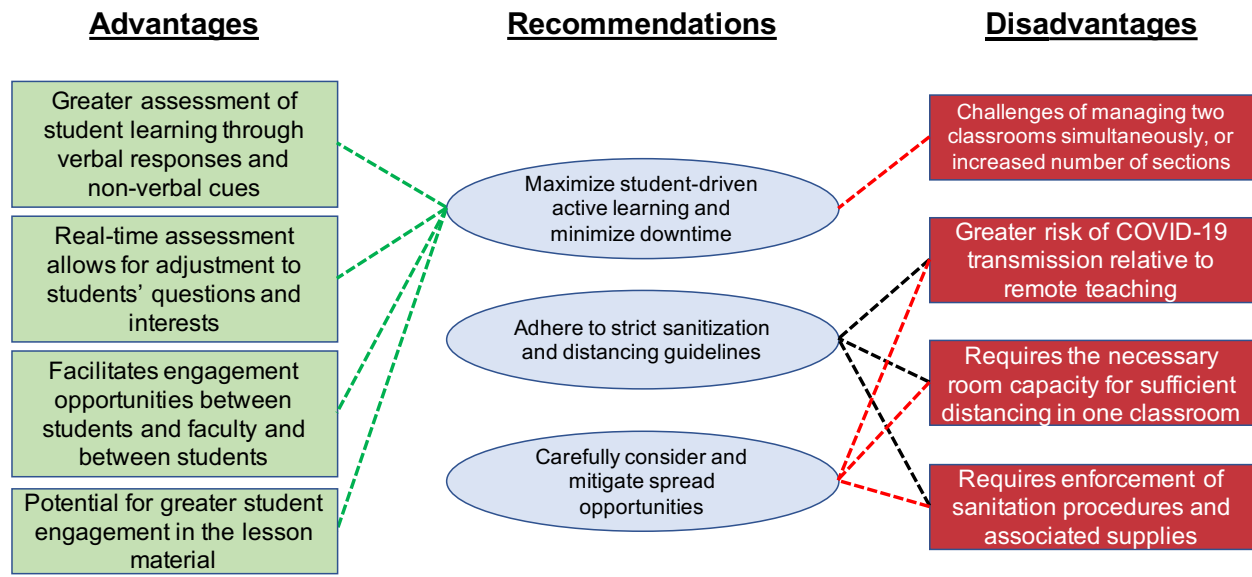 Advantages
Recommendations
Disadvantages
Greater assessment of
student learning through
verbal responses and
non-verbal cues
Real-time assessment
allows for adjustment to
students’ questions and
interests
Facilitates engagement
opportunities between
students and faculty and
between students
Potential for greater student
engagement in the lesson
material
Maximize student-driven
active learning and
minimize downtime
Adhere to strict sanitization
and distancing guidelines
Carefully consider and
mitigate spread
opportunities
Challenges of managing two
classrooms simultaneously, or
increased number of sections
Greater risk of COVID-19
transmission relative to
remote teaching
Requires the necessary
room capacity for sufficient
distancing in one classroom
Requires enforcement of
sanitation procedures and
associated supplies